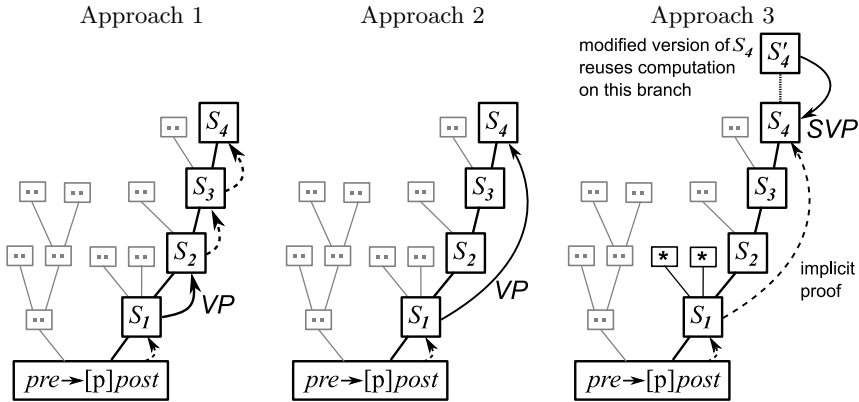 Approach 1
S₄
S₃
S₂
VP
S₁
pre→[p]post
Approach 2
S₄
S₃
S₂
VP
S₁
pre→[p]post
Approach 3
modified version of S₄
reuses computation
on this branch
S₄′
S₄
SVP
S₃
S₂
* *
implicit
proof
S₁
pre→[p]post